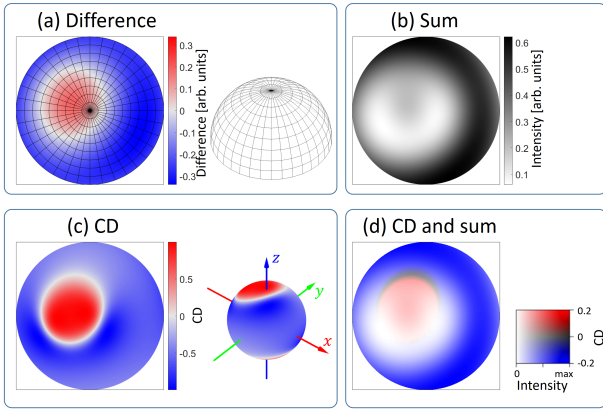 (a) Difference
0.3
0.2
0.1
0
-0.1
-0.2
-0.3
Difference [arb. units]
(b) Sum
0.6
0.5
0.4
0.3
0.2
0.1
Intensity [arb. units]
(c) CD
0.5
0
-0.5
CD
z
y
x
(d) CD and sum
0.2
0
-0.2
CD
0 max
Intensity